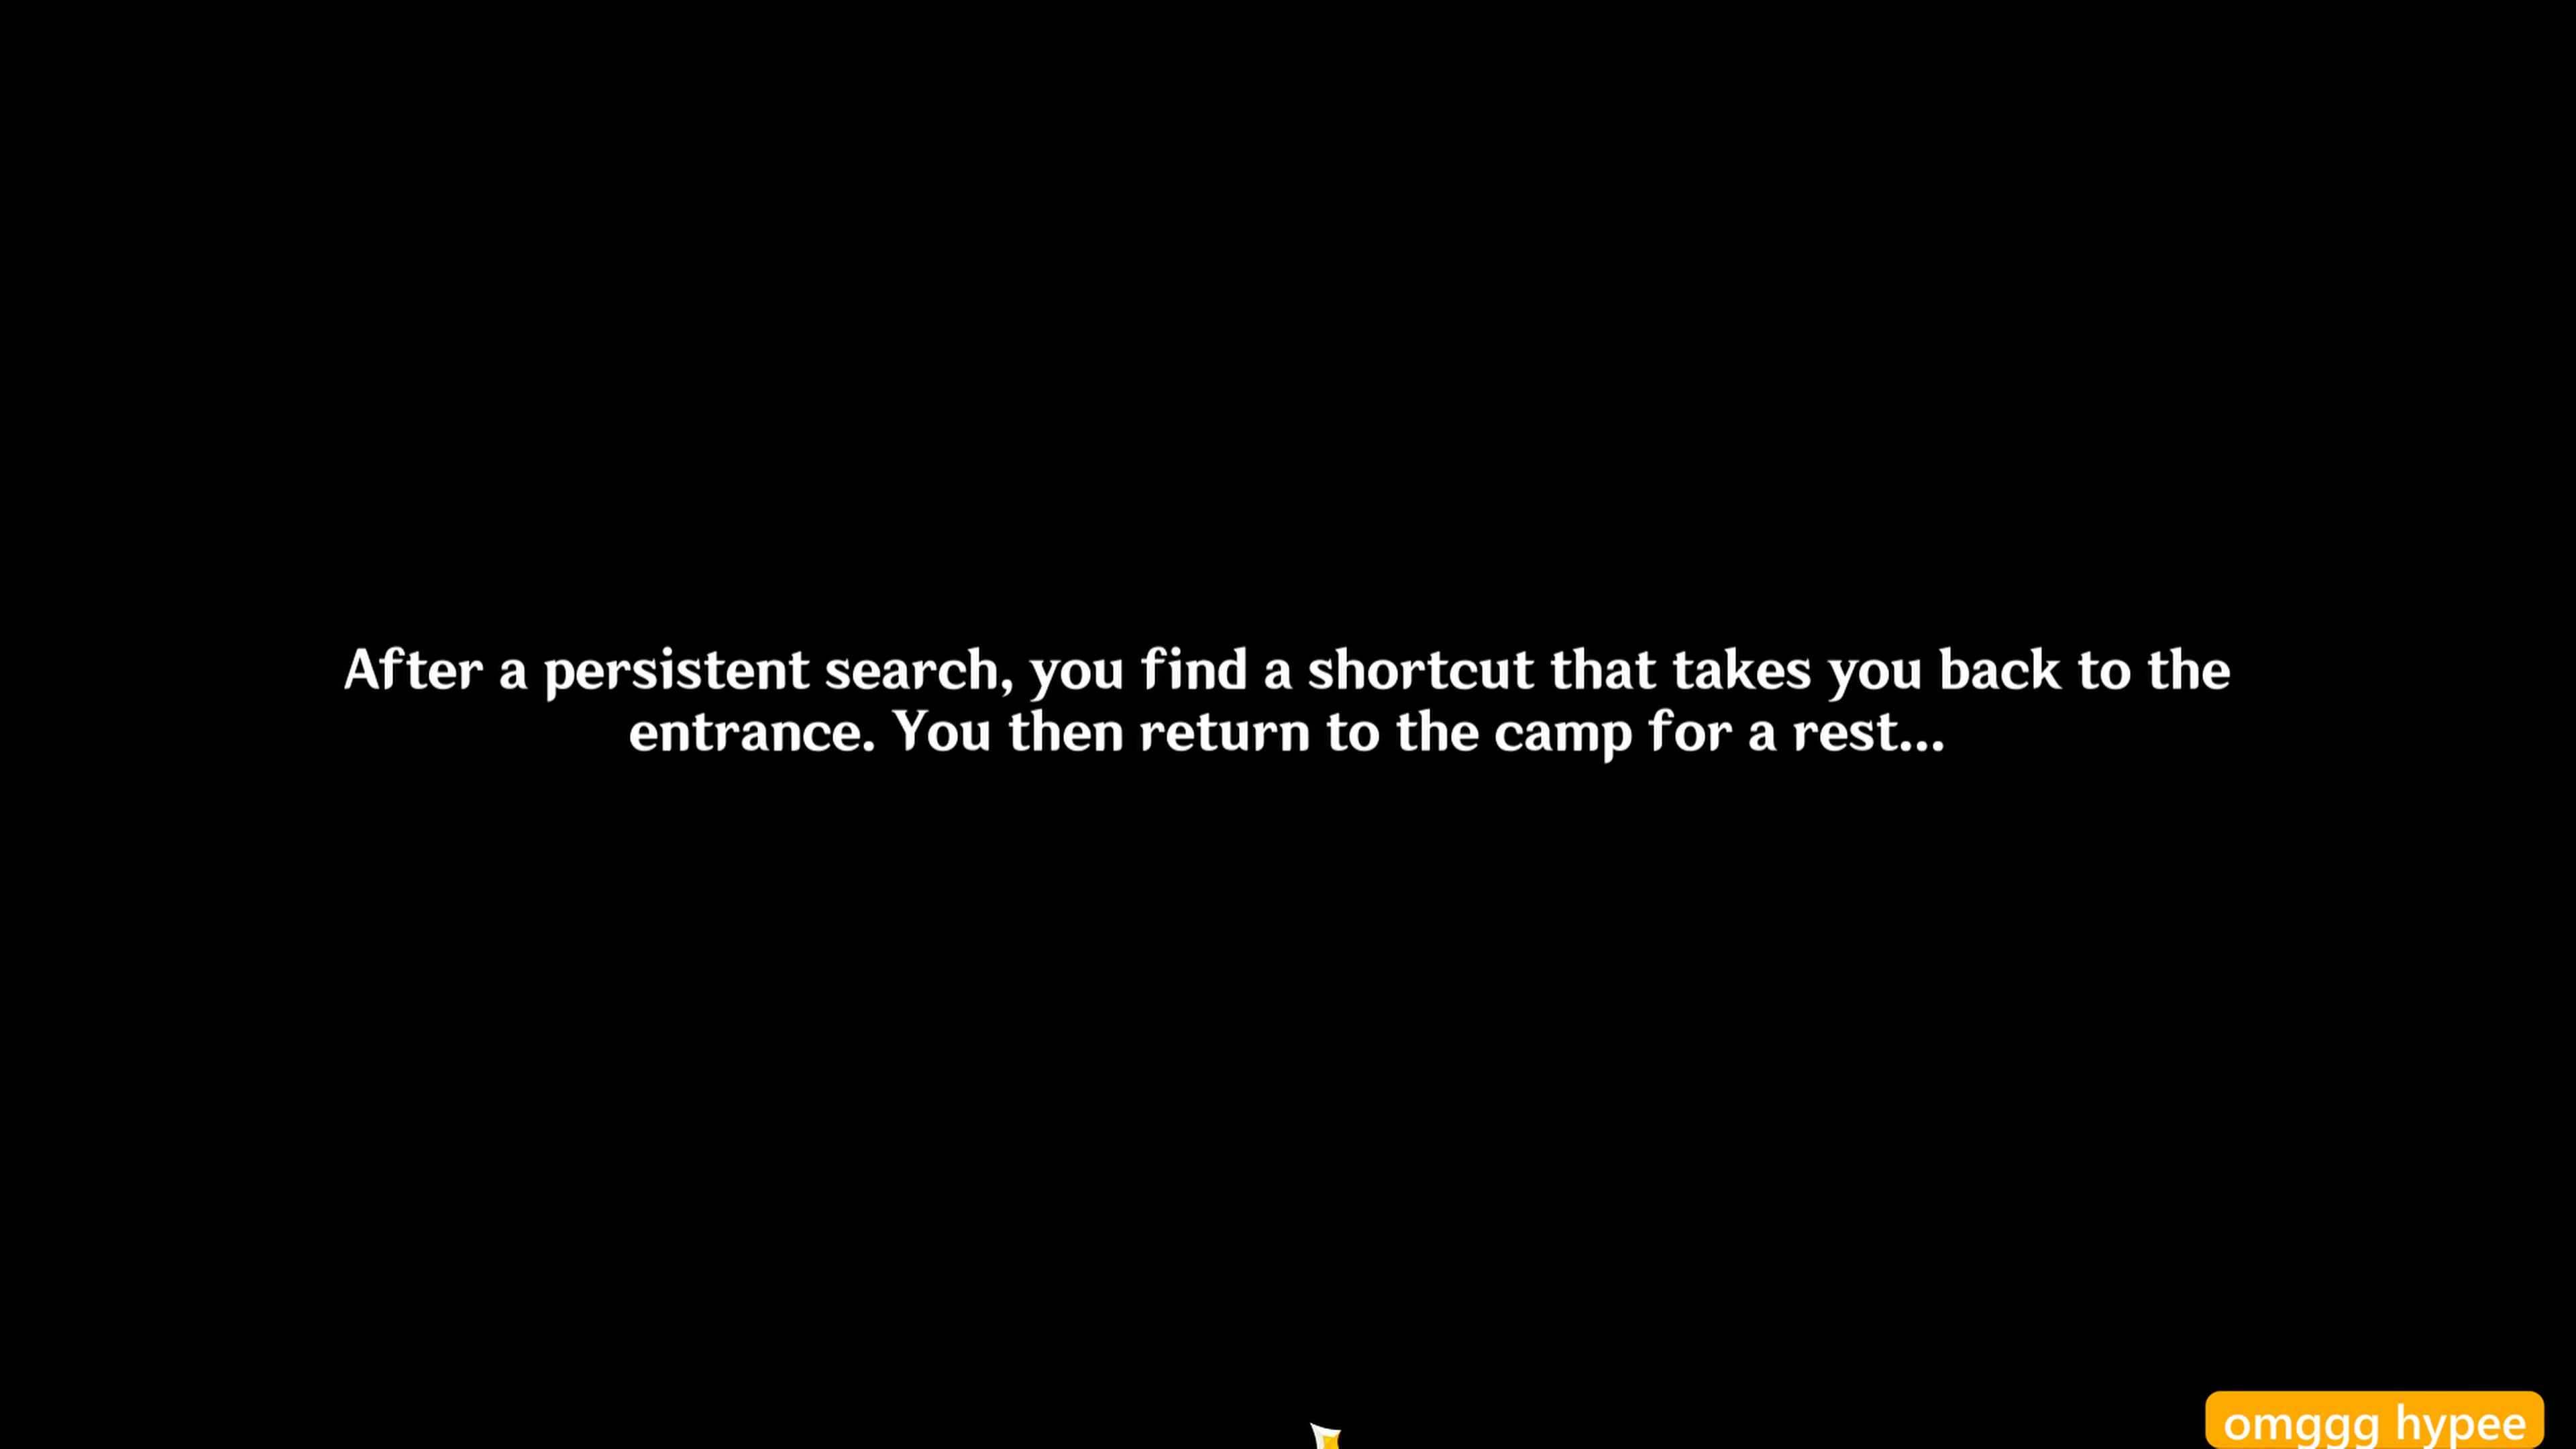 After a persistent search, you find a shortcut that takes you back to the
entrance. You then return to the camp for a rest...
omggg hypee